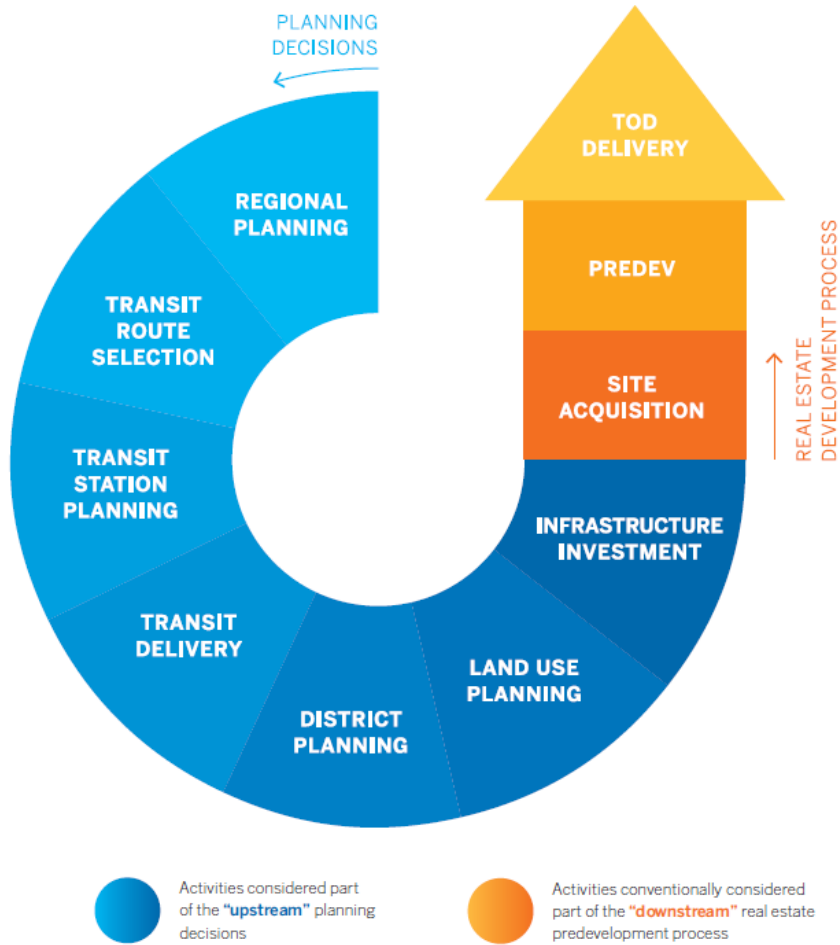 PLANNING
DECISIONS
REGIONAL
PLANNING
TRANSIT
ROUTE
SELECTION
TRANSIT
STATION
PLANNING
TRANSIT
DELIVERY
DISTRICT
PLANNING
LAND USE
PLANNING
INFRASTRUCTURE
INVESTMENT
SITE
ACQUISITION
PREDEV
TOD
DELIVERY
REAL ESTATE
DEVELOPMENT PROCESS
Activities considered part
of the “upstream” planning
decisions
Activities conventionally considered
part of the “downstream” real estate
predevelopment process